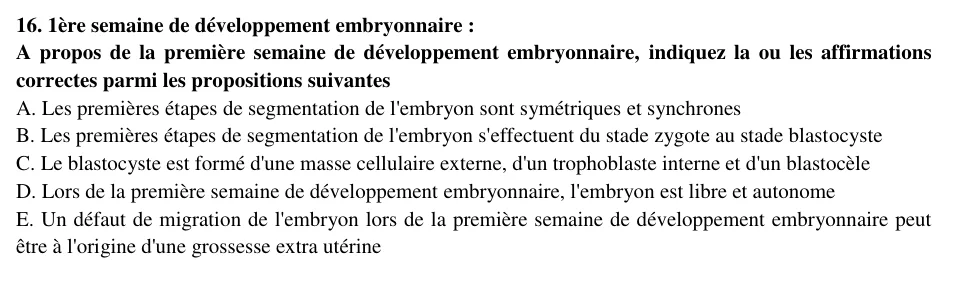 16. 1ère semaine de développement embryonnaire :
A propos de la première semaine de développement embryonnaire, indiquez la ou les affirmations
correctes parmi les propositions suivantes
A. Les premières étapes de segmentation de l'embryon sont symétriques et synchrones
B. Les premières étapes de segmentation de l'embryon s'effectuent du stade zygote au stade blastocyste
C. Le blastocyste est formé d'une masse cellulaire externe, d'un trophoblaste interne et d'un blastocèle
D. Lors de la première semaine de développement embryonnaire, l'embryon est libre et autonome
E. Un défaut de migration de l'embryon lors de la première semaine de développement embryonnaire peut
être à l'origine d'une grossesse extra utérine